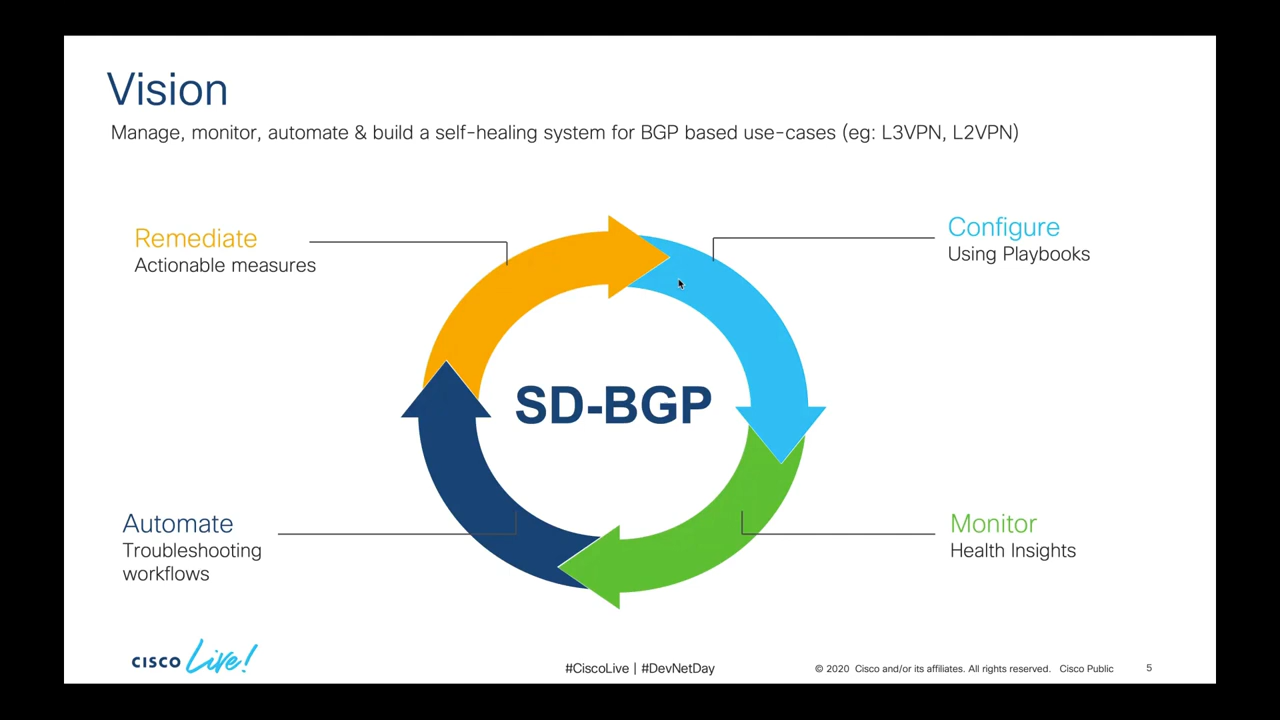 Vision
Manage, monitor, automate & build a self-healing system for BGP based use-cases (eg: L3VPN, L2VPN)
Remediate
Actionable measures
Configure
Using Playbooks
SD-BGP
Automate
Troubleshooting
workflows
Monitor
Health Insights
CISCO Live!
#CiscoLive | #DevNetDay
© 2020 Cisco and/or its affiliates. All rights reserved. Cisco Public
5